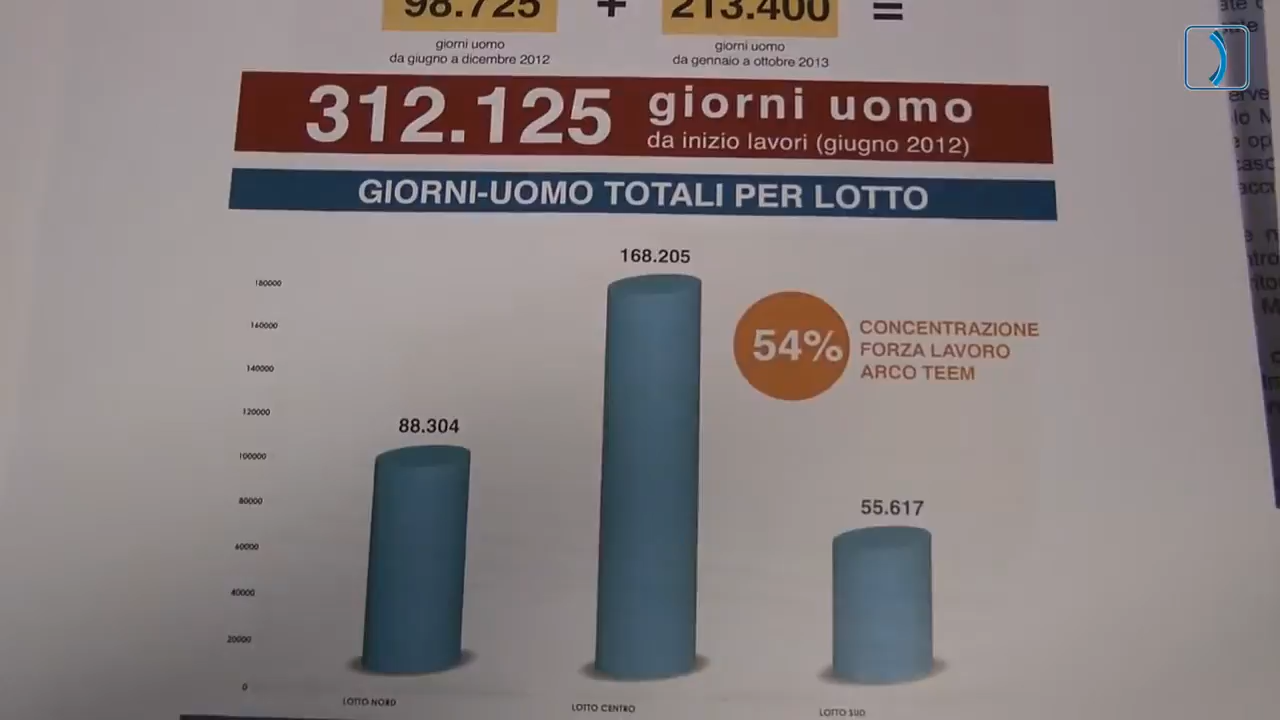 98.725 + 213.400 =
giorni uomo
da giugno a dicembre 2012
giorni uomo
da gennaio a ottobre 2013
312.125 giorni uomo
da inizio lavori (giugno 2012)
GIORNI-UOMO TOTALI PER LOTTO
168.205
180000
160000
140000
120000
100000
80000
60000
40000
20000
0
54%
CONCENTRAZIONE
FORZA LAVORO
ARCO TEEM
88.304
55.617
LOTTO NORD
LOTTO CENTRO
LOTTO SUD